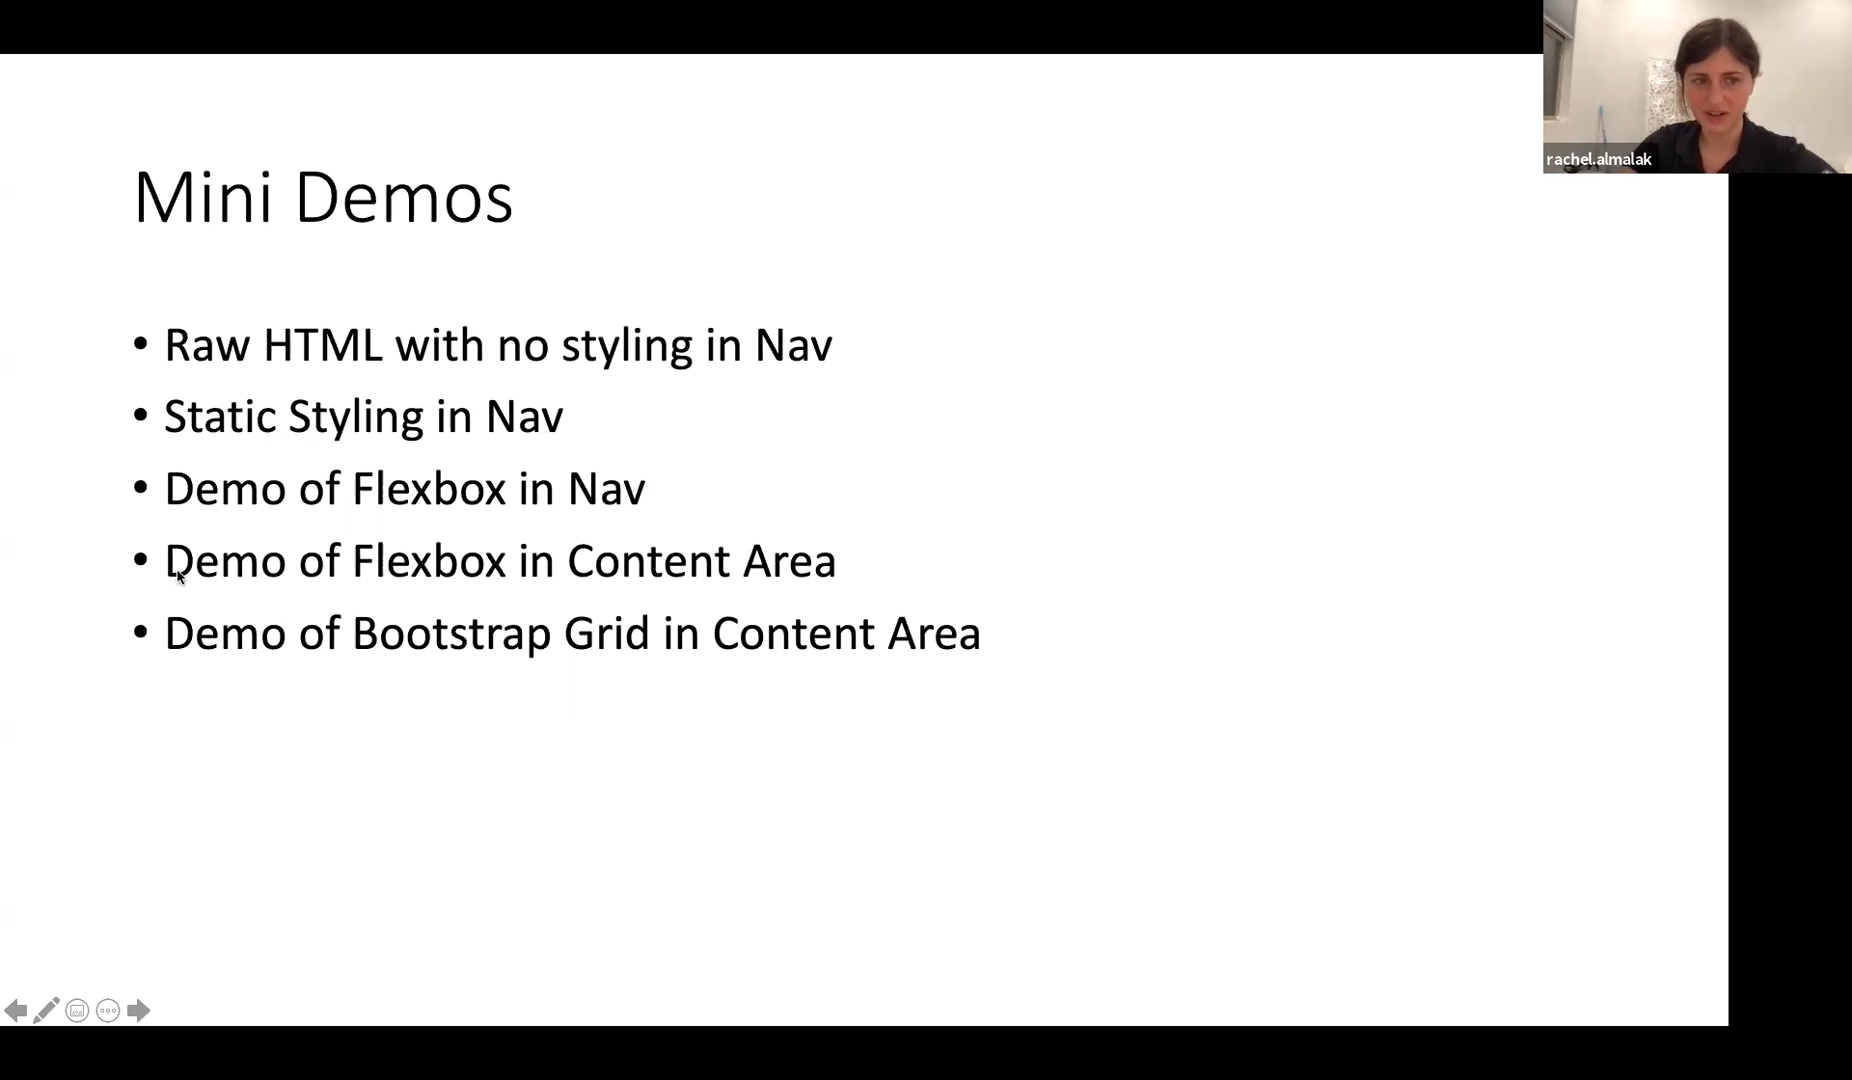 rachel.almalak
Mini Demos
• Raw HTML with no styling in Nav
• Static Styling in Nav
• Demo of Flexbox in Nav
• Demo of Flexbox in Content Area
• Demo of Bootstrap Grid in Content Area